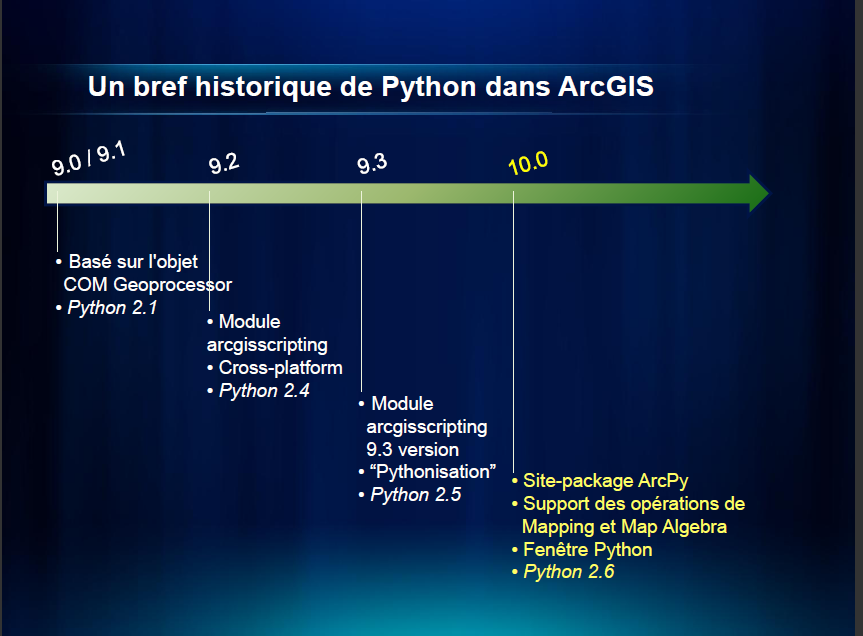 Un bref historique de Python dans ArcGIS
9.0 / 9.1
9.2
9.3
10.0
• Basé sur l'objet
COM Geoprocessor
• Python 2.1
• Module
arcgisscripting
• Cross-platform
• Python 2.4
• Module
arcgisscripting
9.3 version
• “Pythonisation”
• Python 2.5
• Site-package ArcPy
• Support des opérations de
Mapping et Map Algebra
• Fenêtre Python
• Python 2.6